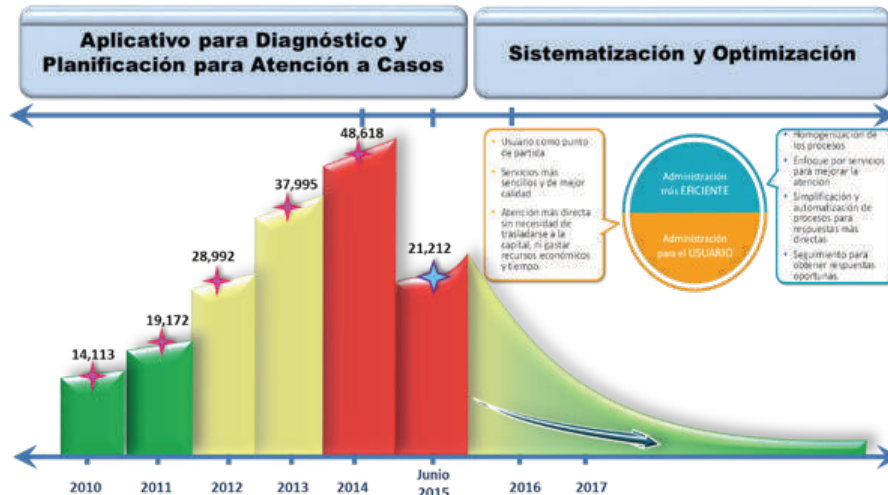 Aplicativo para Diagnóstico y
Planificación para Atención a Casos
Sistematización y Optimización
48,618
37,995
28,992
21,212
19,172
14,113
• Usuario como punto de
partida
• Servicios más
sencillos y de mejor
calidad
• Atención más directa
sin necesidad de
trasladarse a la
capital, ni gastar
recursos económicos y
tiempo.
Administración
más EFICIENTE
Administración
para el USUARIO
• Homogenización de
los procesos
• Enfoque por servicios
para mejorar la
atención
• Simplificación y
automatización de
procesos para
respuestas más
directas
• Seguimiento para
obtener respuestas
oportunas.
2010
2011
2012
2013
2014
Junio
2015
2016
2017